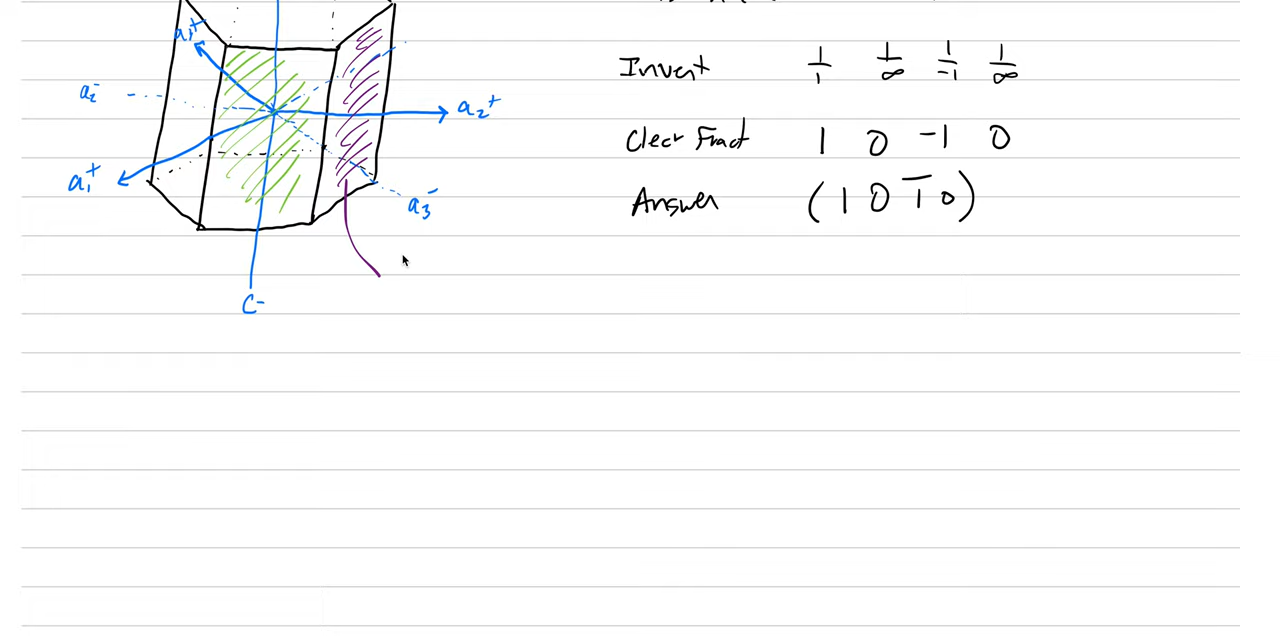 a₃⁺
a₂⁻
a₂⁺
a₁⁺
a₃⁻
C⁻
Invert 1/1 1/∞ 1/-1 1/∞
Clear Fract 1 0 -1 0
Answer (1 0 1̅ 0)